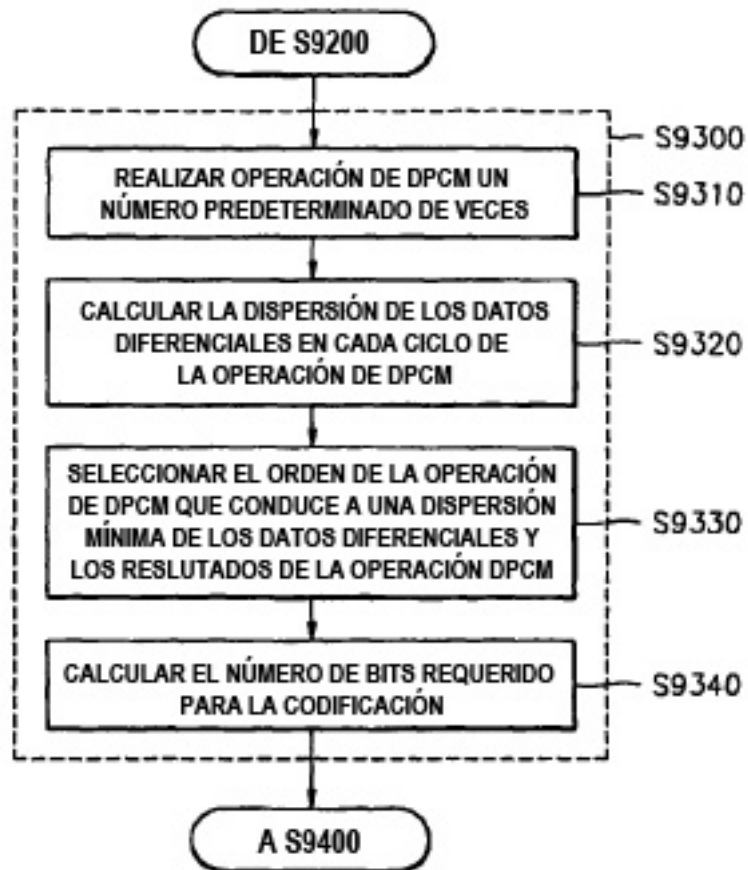 DE S9200
S9300
REALIZAR OPERACIÓN DE DPCM UN
NÚMERO PREDETERMINADO DE VECES
S9310
CALCULAR LA DISPERSIÓN DE LOS DATOS
DIFERENCIALES EN CADA CICLO DE
LA OPERACIÓN DE DPCM
S9320
SELECCIONAR EL ORDEN DE LA OPERACIÓN
DE DPCM QUE CONDUCE A UNA DISPERSIÓN
MÍNIMA DE LOS DATOS DIFERENCIALES Y
LOS RESLUTADOS DE LA OPERACIÓN DPCM
S9330
CALCULAR EL NÚMERO DE BITS REQUERIDO
PARA LA CODIFICACIÓN
S9340
A S9400